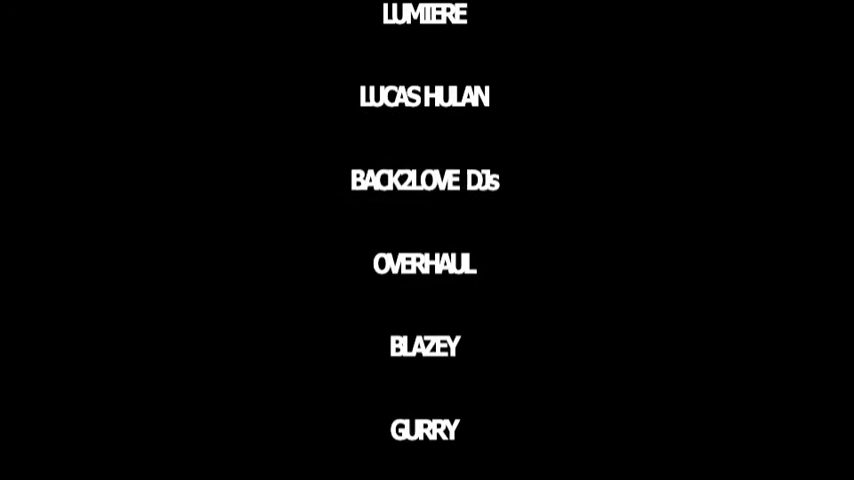 LUMIERE
LUCAS HULAN
BACK2LOVE DJs
OVERHAUL
BLAZEY
GURRY